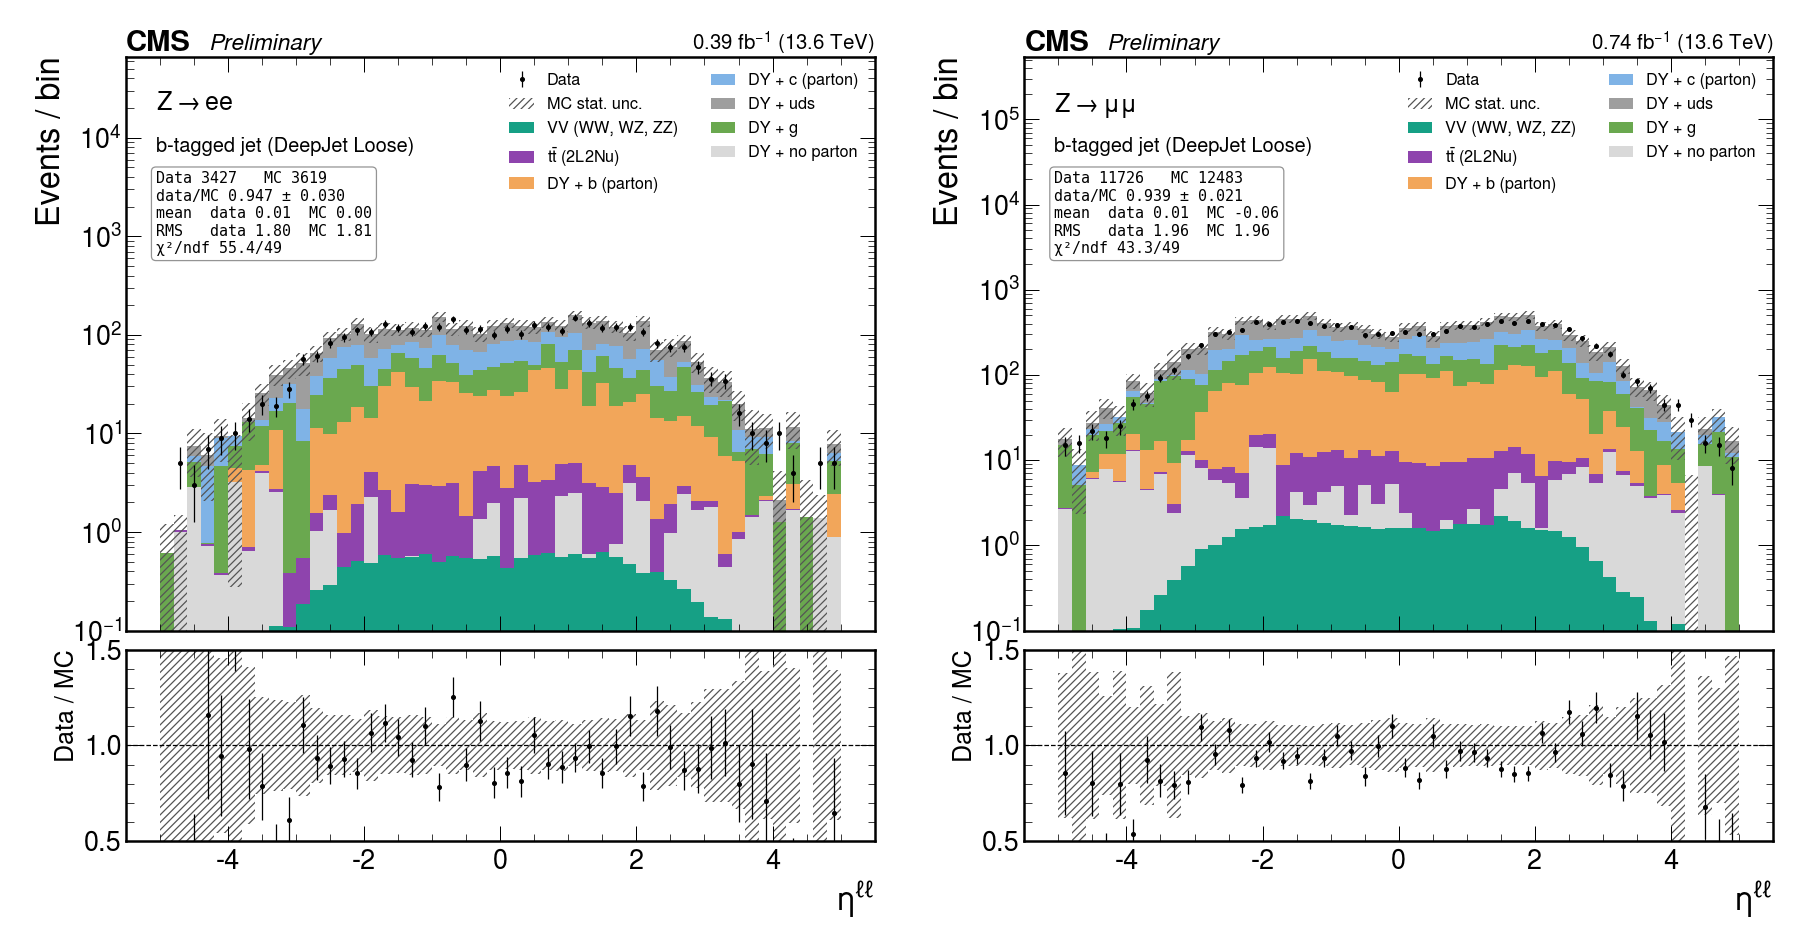 CMS Preliminary 0.39 fb⁻¹ (13.6 TeV)
Events / bin
Z→ee
b-tagged jet (DeepJet Loose)
Data 3427 MC 3619
data/MC 0.947 ± 0.030
mean data 0.01 MC 0.00
RMS data 1.80 MC 1.81
χ²/ndf 55.4/49
Data
MC stat. unc.
VV (WW, WZ, ZZ)
tt̄ (2L2Nu)
DY + b (parton)
DY + c (parton)
DY + uds
DY + g
DY + no parton
10⁴
10³
10²
10¹
10⁰
10⁻¹
Data / MC
1.5
1.0
0.5
-4 -2 0 2 4
η^ℓℓ
CMS Preliminary 0.74 fb⁻¹ (13.6 TeV)
Events / bin
Z→μμ
b-tagged jet (DeepJet Loose)
Data 11726 MC 12483
data/MC 0.939 ± 0.021
mean data 0.01 MC -0.06
RMS data 1.96 MC 1.96
χ²/ndf 43.3/49
Data
MC stat. unc.
VV (WW, WZ, ZZ)
tt̄ (2L2Nu)
DY + b (parton)
DY + c (parton)
DY + uds
DY + g
DY + no parton
10⁵
10⁴
10³
10²
10¹
10⁰
10⁻¹
Data / MC
1.5
1.0
0.5
-4 -2 0 2 4
η^ℓℓ